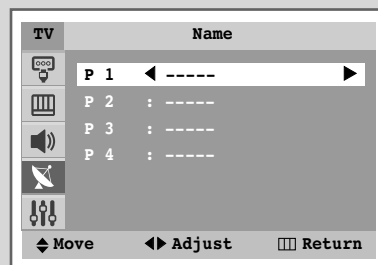 TV Name
P 1 ◀ ----- ▶
P 2 : -----
P 3 : -----
P 4 : -----
Move Adjust Return